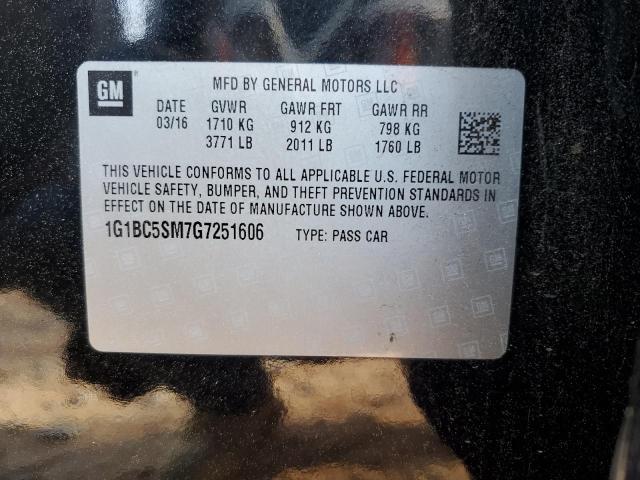 GM
MFD BY GENERAL MOTORS LLC
DATE GVWR GAWR FRT GAWR RR
03/16 1710 KG 912 KG 798 KG
3771 LB 2011 LB 1760 LB
THIS VEHICLE CONFORMS TO ALL APPLICABLE U.S. FEDERAL MOTOR
VEHICLE SAFETY, BUMPER, AND THEFT PREVENTION STANDARDS IN
EFFECT ON THE DATE OF MANUFACTURE SHOWN ABOVE.
1G1BC5SM7G7251606 TYPE: PASS CAR